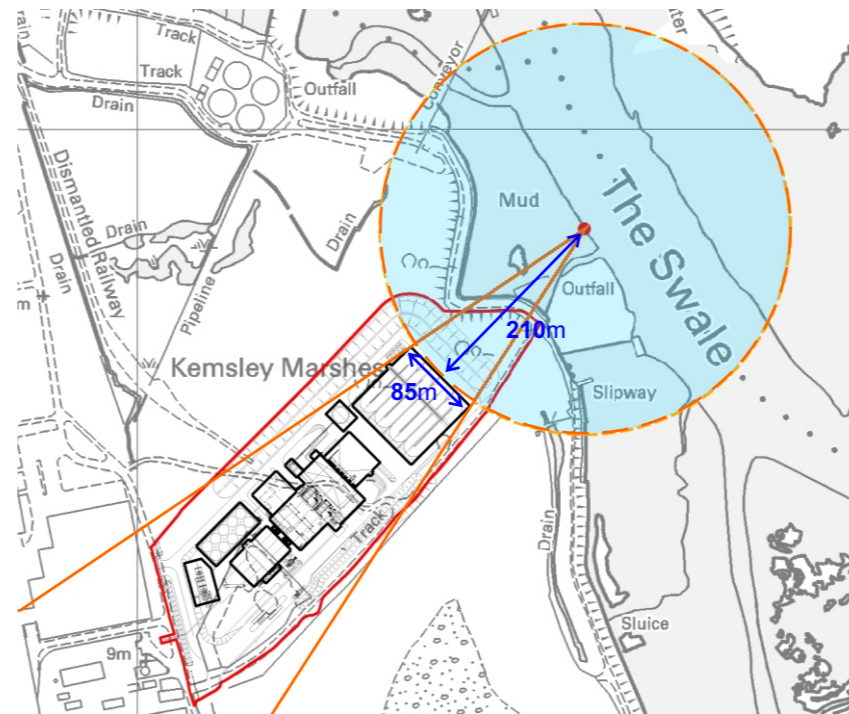 Track
Track
Outfall
Conveyor
Drain
Dismantled Railway
Drain
Drain
Drain
Pipeline
Mud
The Swale
Outfall
210m
Kemsley Marshes
85m
Slipway
Track
Drain
Sluice
9m